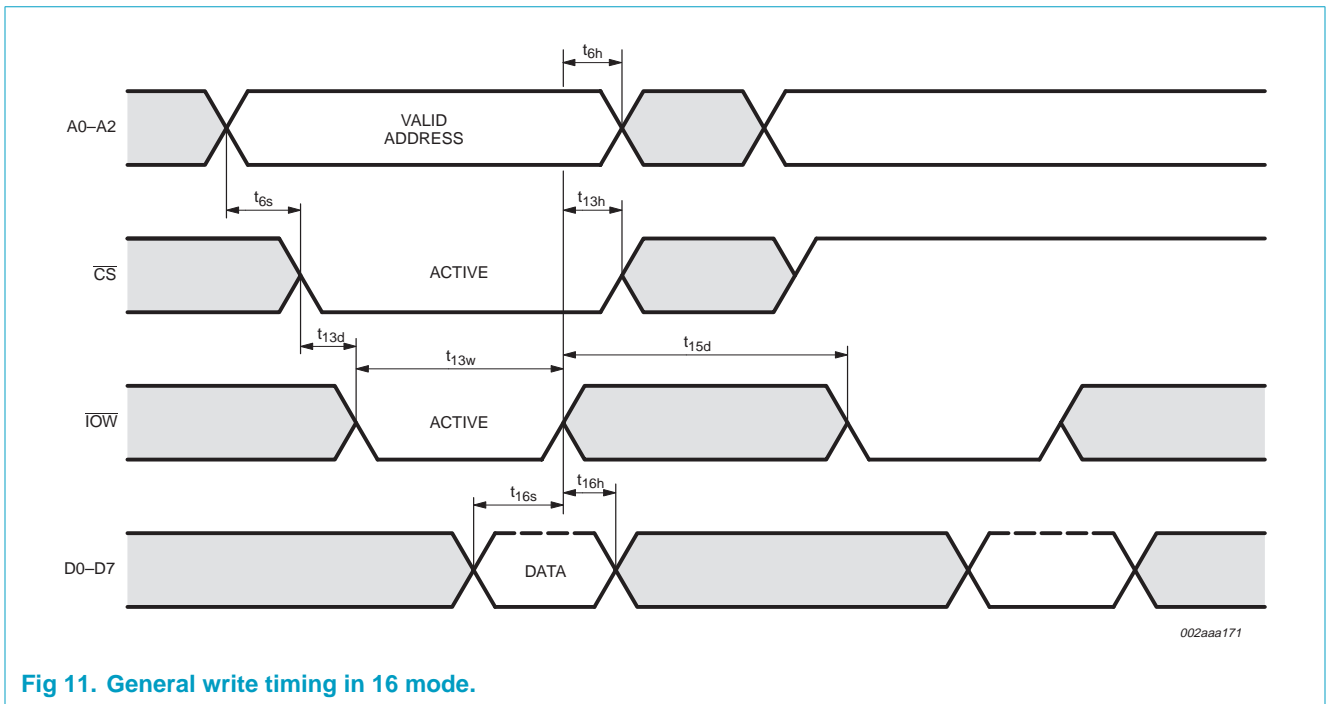 t6h
A0–A2
VALID
ADDRESS
t6s
t13h
CS
ACTIVE
t13d
t13w
t15d
IOW
ACTIVE
t16s
t16h
D0–D7
DATA
002aaa171
Fig 11. General write timing in 16 mode.